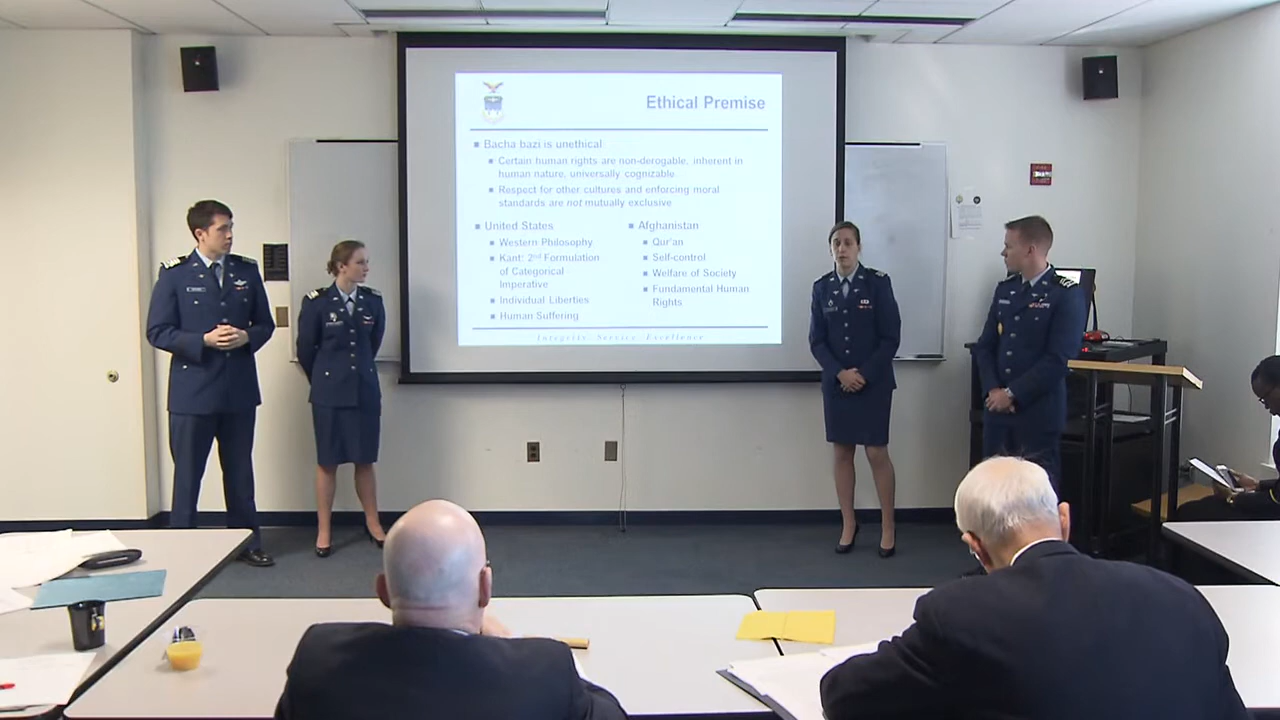 Ethical Premise
Bacha bazi is unethical
Certain human rights are non-derogable, inherent in
human nature, universally cognizable
Respect for other cultures and enforcing moral
standards are not mutually exclusive
United States
Western Philosophy
Kant: 2nd Formulation
of Categorical
Imperative
Individual Liberties
Human Suffering
Afghanistan
Qur'an
Self-control
Welfare of Society
Fundamental Human
Rights
Integrity Service Excellence